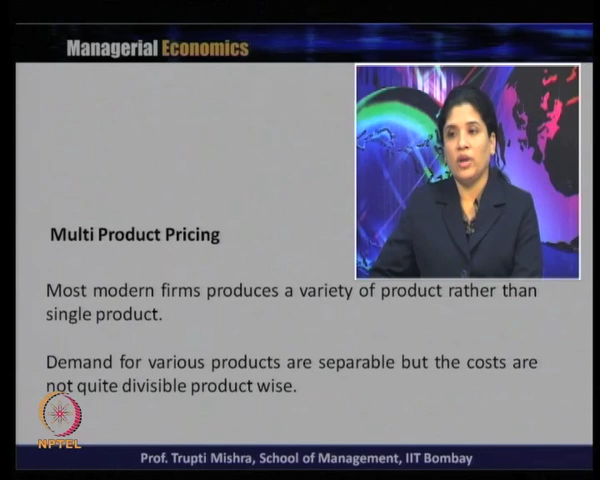 Managerial Economics
Multi Product Pricing
Most modern firms produces a variety of product rather than
single product.
Demand for various products are separable but the costs are
not quite divisible product wise.
NPTEL
Prof. Trupti Mishra, School of Management, IIT Bombay